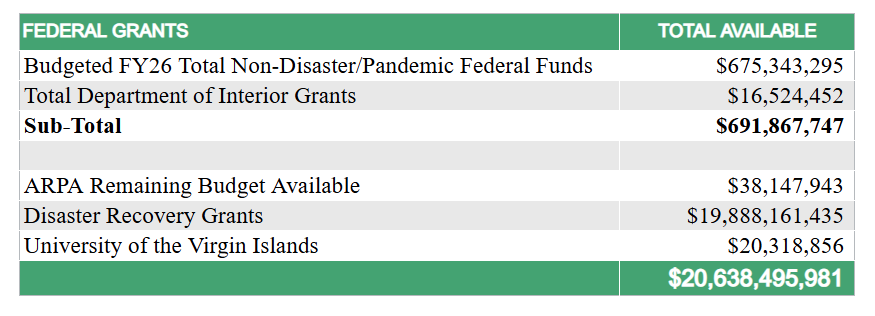 FEDERAL GRANTS TOTAL AVAILABLE
Budgeted FY26 Total Non-Disaster/Pandemic Federal Funds $675,343,295
Total Department of Interior Grants $16,524,452
Sub-Total $691,867,747
ARPA Remaining Budget Available $38,147,943
Disaster Recovery Grants $19,888,161,435
University of the Virgin Islands $20,318,856
$20,638,495,981